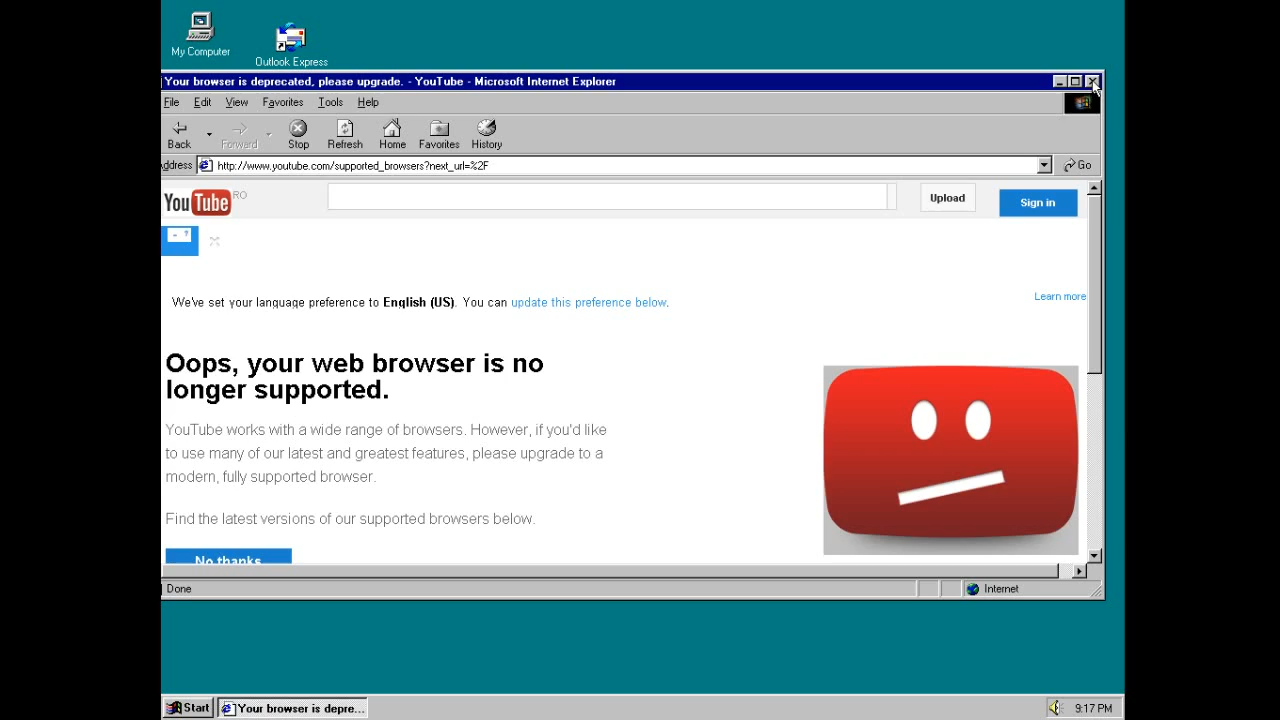 My Computer
Outlook Express
Your browser is deprecated, please upgrade. - YouTube - Microsoft Internet Explorer
File Edit View Favorites Tools Help
Back Forward Stop Refresh Home Favorites History
ddress http://www.youtube.com/supported_browsers?next_url=%2F Go
YouTube RO Upload Sign in
- ?
We've set your language preference to English (US). You can update this preference below. Learn more
Oops, your web browser is no
longer supported.
YouTube works with a wide range of browsers. However, if you'd like
to use many of our latest and greatest features, please upgrade to a
modern, fully supported browser.
Find the latest versions of our supported browsers below.
No thanks
Done Internet
Start Your browser is depre... 9:17 PM